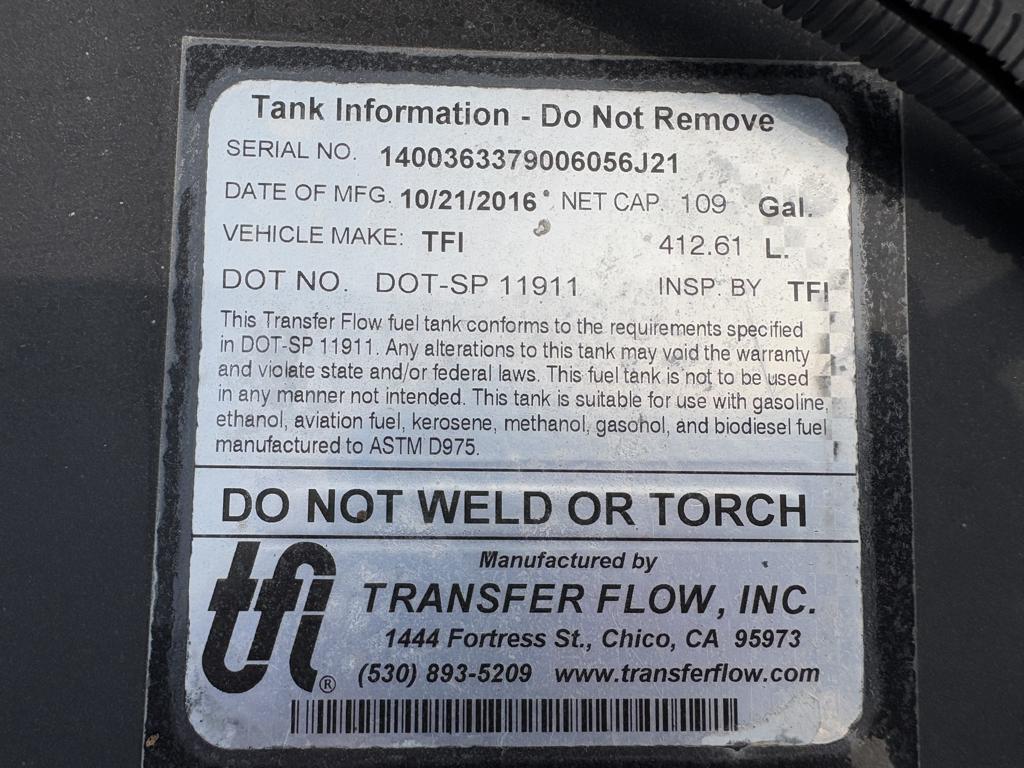 Tank Information - Do Not Remove
SERIAL NO. 1400363379006056J21
DATE OF MFG. 10/21/2016 NET CAP. 109 Gal.
VEHICLE MAKE: TFI 412.61 L.
DOT NO. DOT-SP 11911 INSP. BY TFI
This Transfer Flow fuel tank conforms to the requirements specified
in DOT-SP 11911. Any alterations to this tank may void the warranty
and violate state and/or federal laws. This fuel tank is not to be used
in any manner not intended. This tank is suitable for use with gasoline,
ethanol, aviation fuel, kerosene, methanol, gasohol, and biodiesel fuel
manufactured to ASTM D975.
DO NOT WELD OR TORCH
tfi®
Manufactured by
TRANSFER FLOW, INC.
1444 Fortress St., Chico, CA 95973
(530) 893-5209 www.transferflow.com